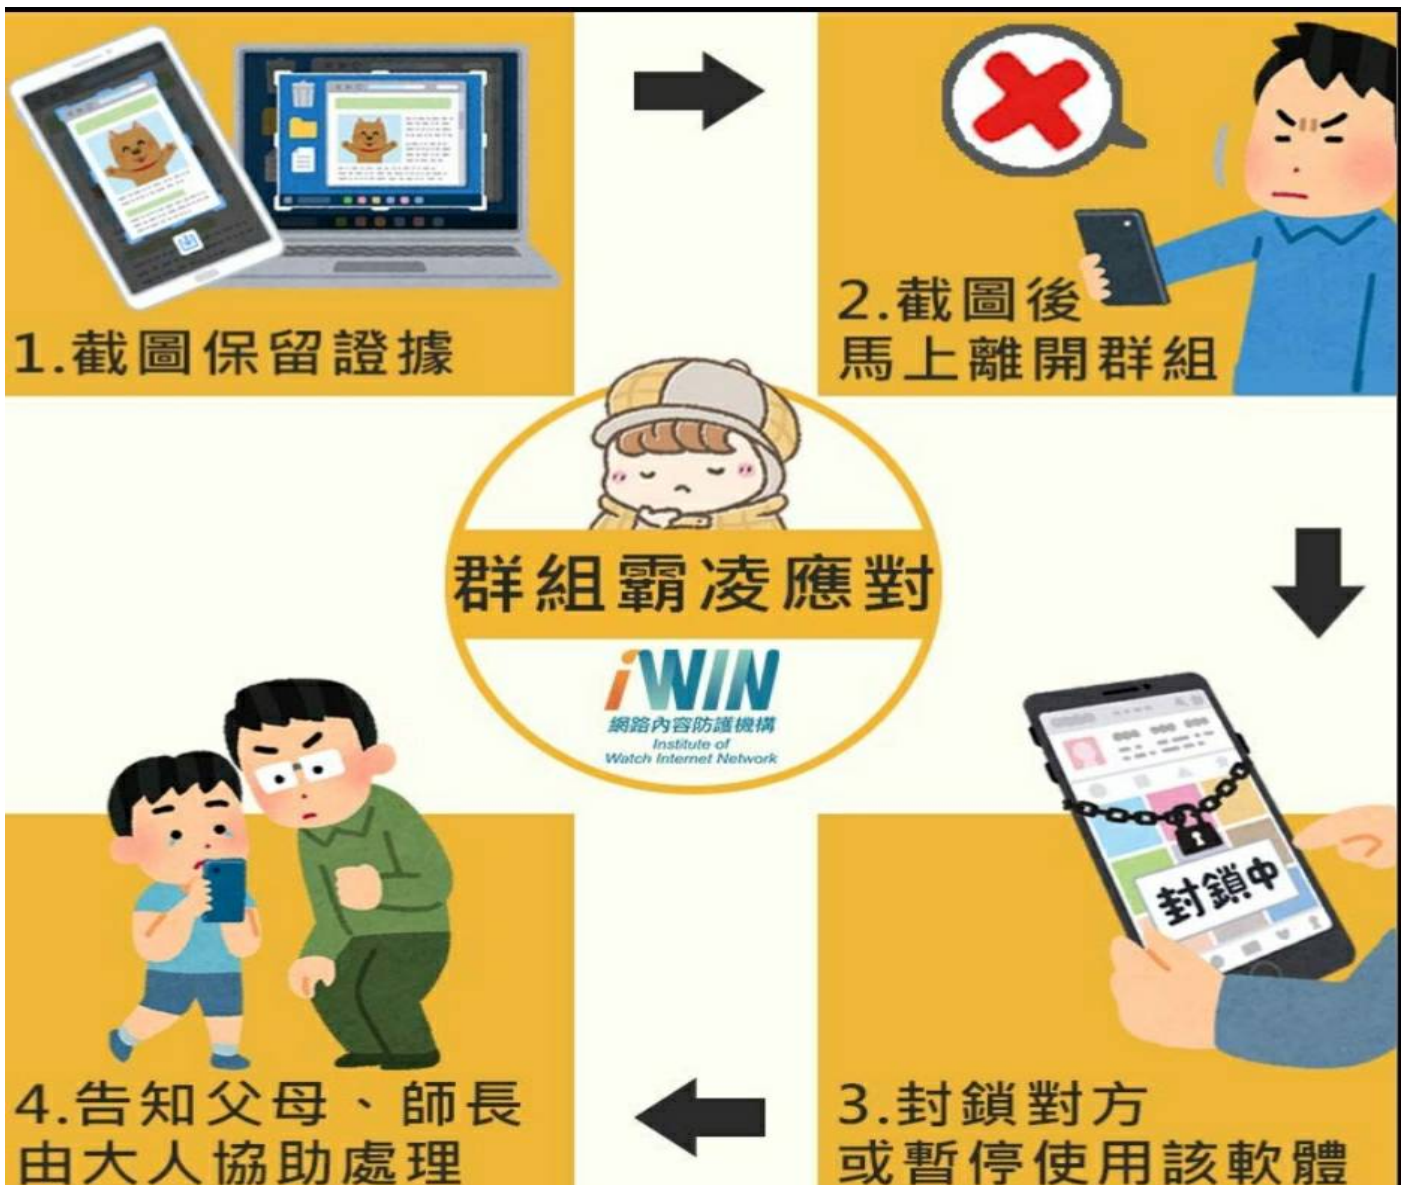 1.截圖保留證據
2.截圖後
馬上離開群組
群組霸凌應對
iWIN
網路內容防護機構
Institute of
Watch Internet Network
封鎖中
3.封鎖對方
或暫停使用該軟體
4.告知父母、師長
由大人協助處理